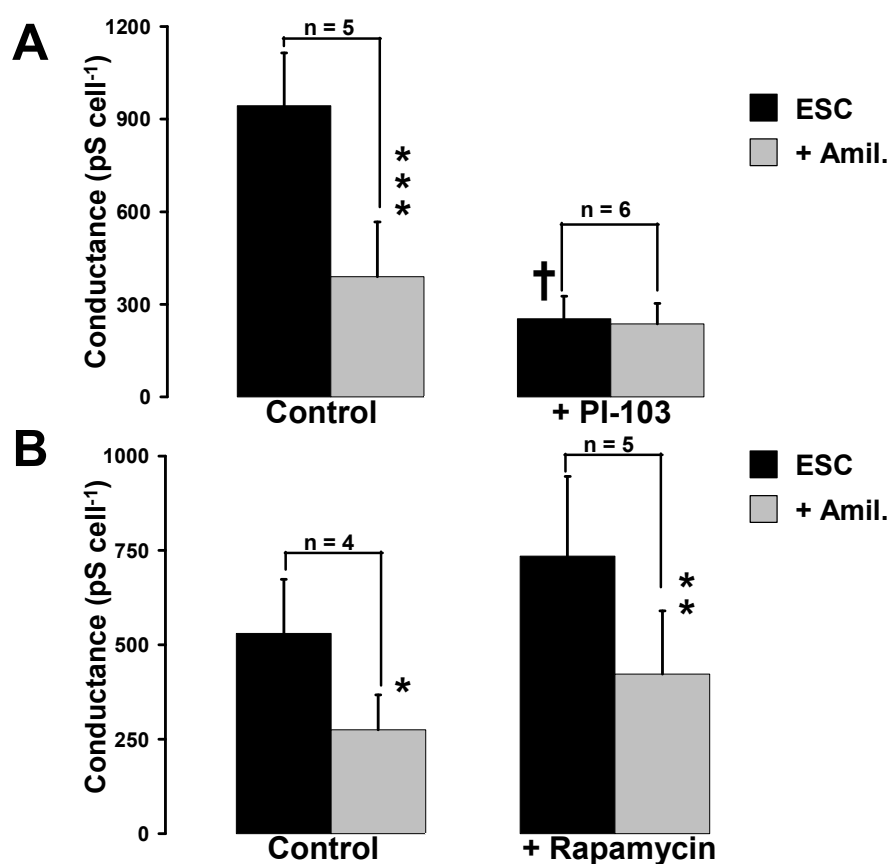 A
Conductance (pS cell-1)
1200
900
600
300
0
n = 5
***
n = 6
†
ESC
+ Amil.
Control
+ PI-103
B
Conductance (pS cell-1)
1000
750
500
250
0
n = 4
*
n = 5
**
ESC
+ Amil.
Control
+ Rapamycin